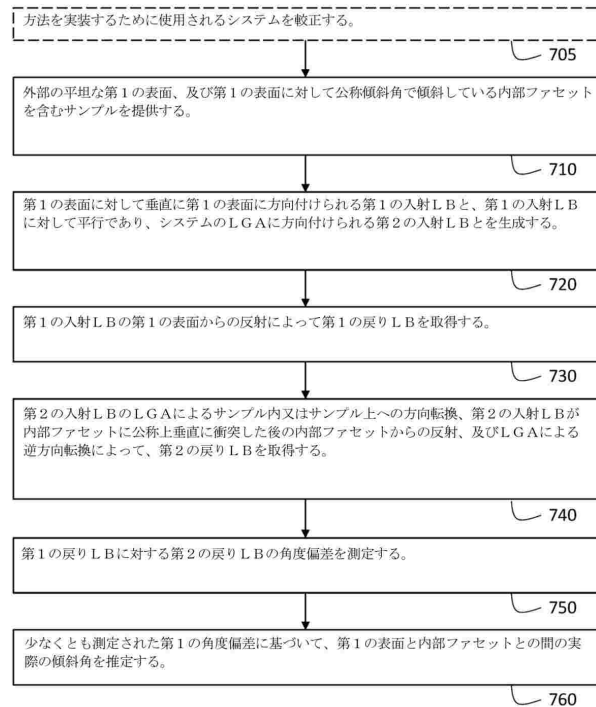 方法を実装するために使用されるシステムを較正する。
705
外部の平坦な第1の表面、及び第1の表面に対して公称傾斜角で傾斜している内部ファセット
を含むサンプルを提供する。
710
第1の表面に対して垂直に第1の表面に方向付けられる第1の入射LBと、第1の入射LB
に対して平行であり、システムのLGAに方向付けられる第2の入射LBとを生成する。
720
第1の入射LBの第1の表面からの反射によって第1の戻りLBを取得する。
730
第2の入射LBのLGAによるサンプル内又はサンプル上への方向転換、第2の入射LBが
内部ファセットに公称上垂直に衝突した後の内部ファセットからの反射、及びLGAによる
逆方向転換によって、第2の戻りLBを取得する。
740
第1の戻りLBに対する第2の戻りLBの角度偏差を測定する。
750
少なくとも測定された第1の角度偏差に基づいて、第1の表面と内部ファセットとの間の実
際の傾斜角を推定する。
760